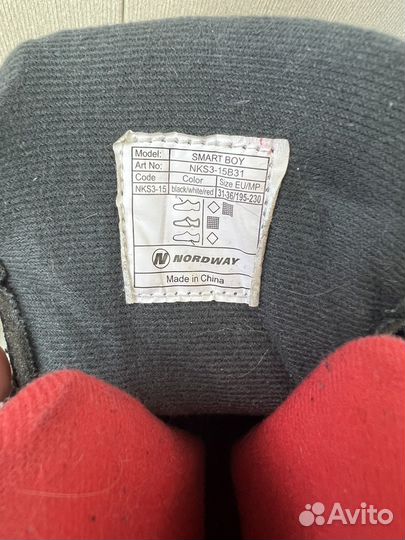 Model: SMART BOY
Art No: NKS3-15B31
Code Color Size EU/MP
NKS3-15 black/white/red 31-36/195-230
NORDWAY
Made in China
Avito